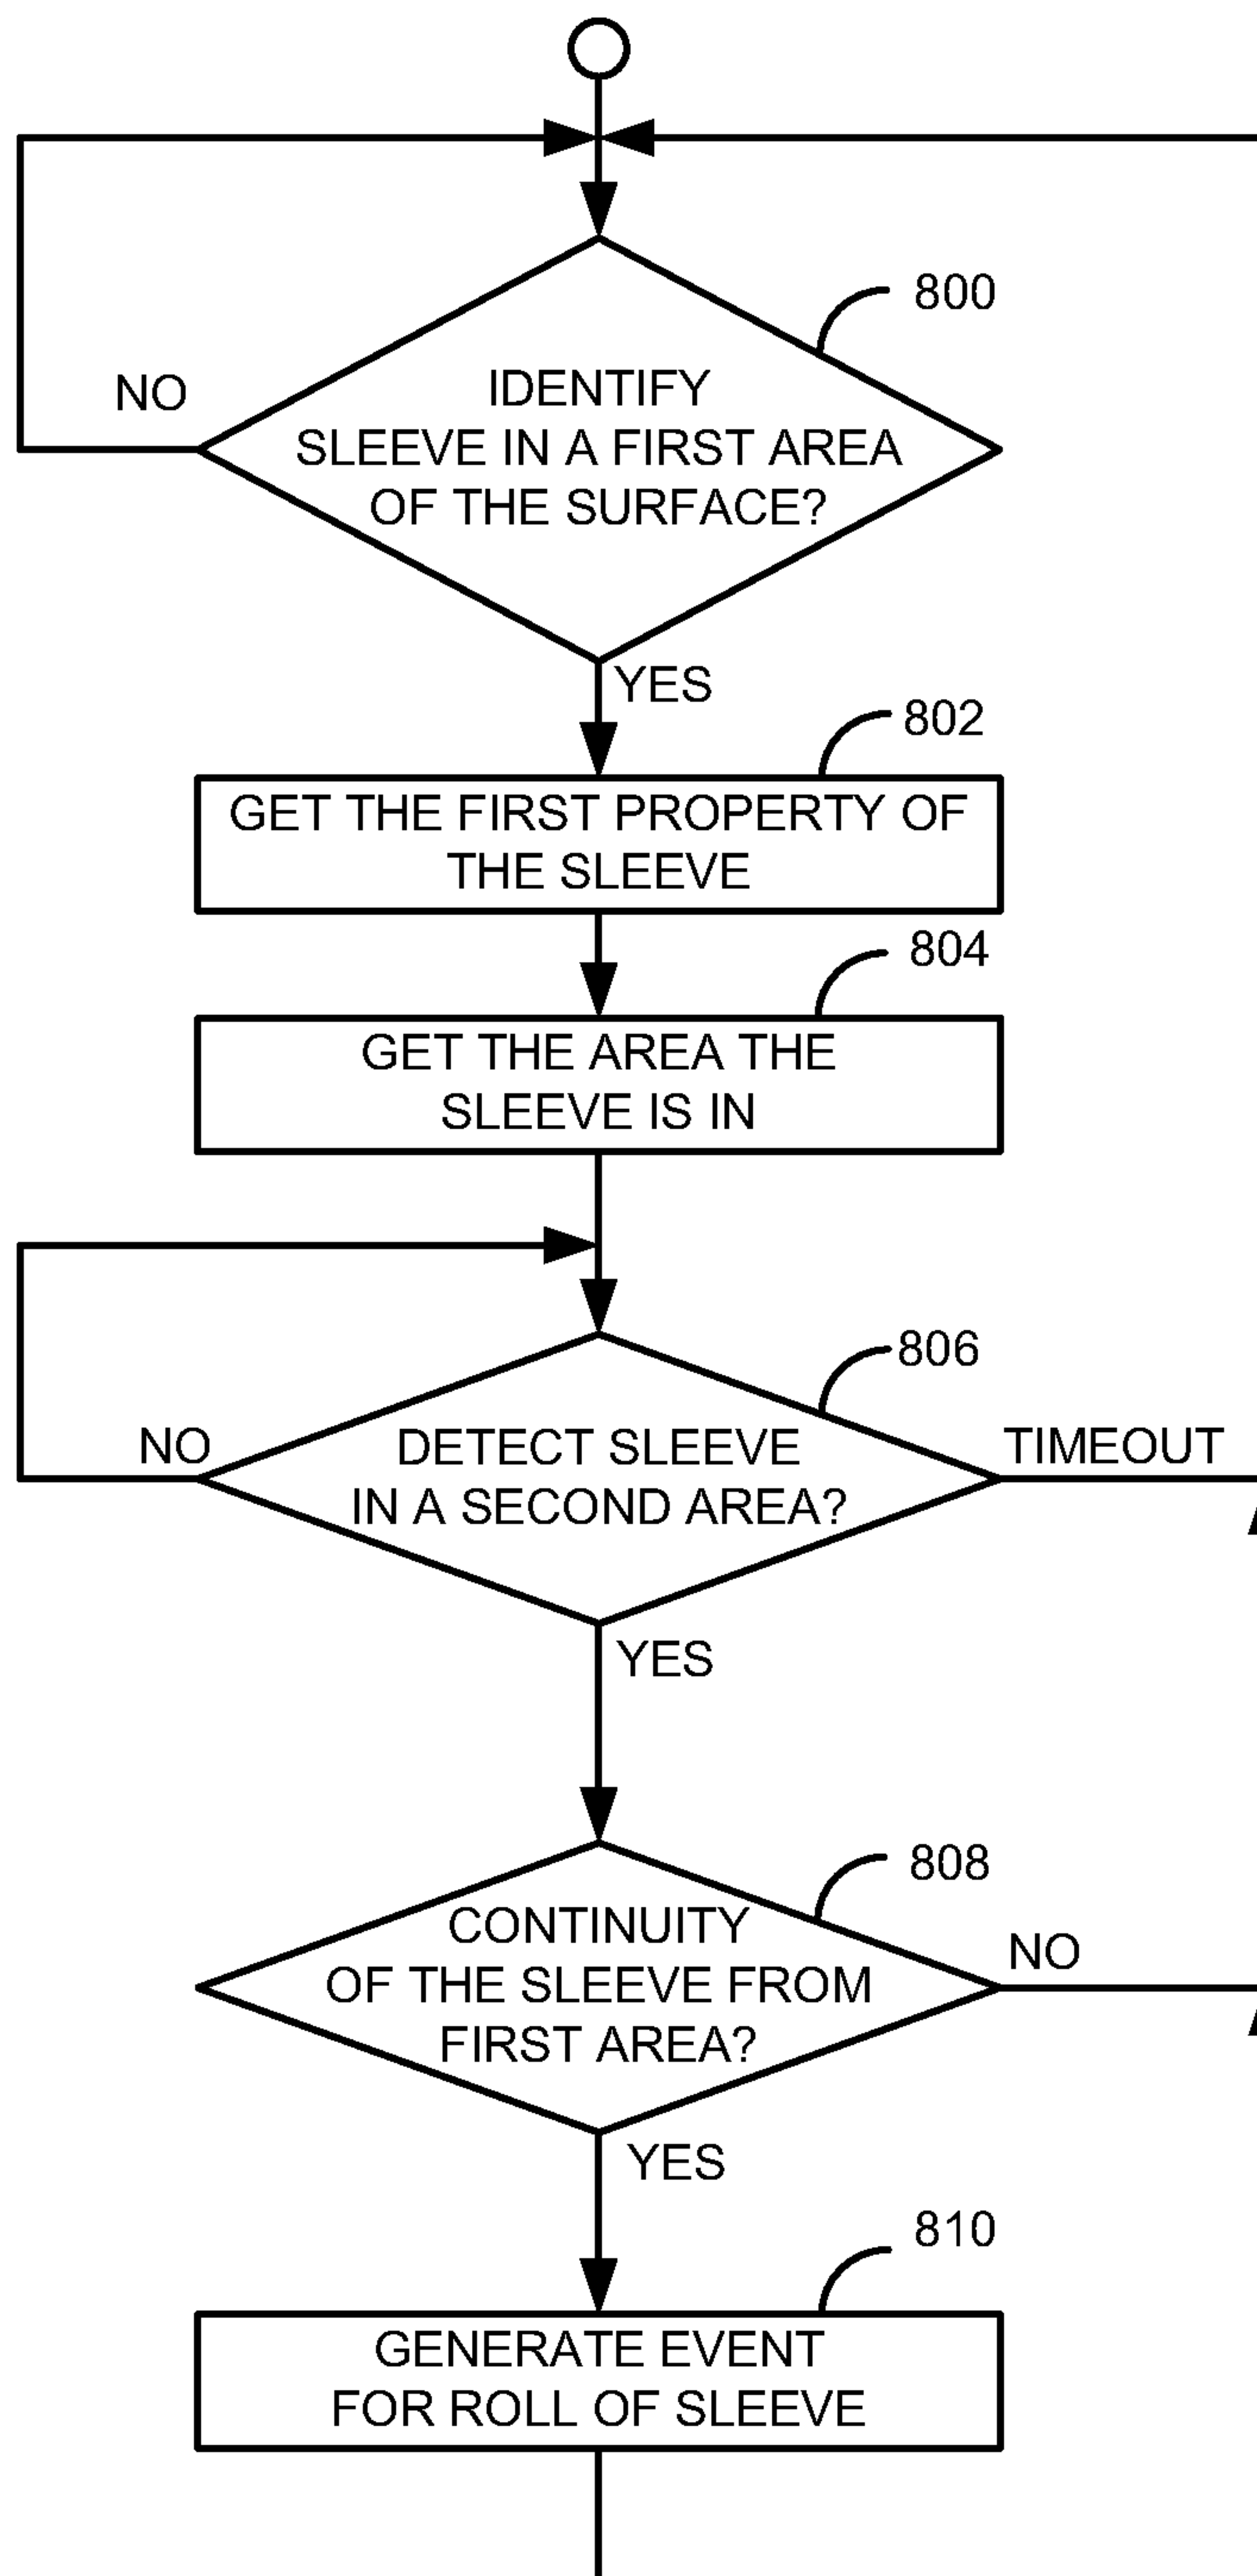 800
IDENTIFY
SLEEVE IN A FIRST AREA
OF THE SURFACE?
NO
YES
802
GET THE FIRST PROPERTY OF
THE SLEEVE
804
GET THE AREA THE
SLEEVE IS IN
806
DETECT SLEEVE
IN A SECOND AREA?
NO
TIMEOUT
YES
808
CONTINUITY
OF THE SLEEVE FROM
FIRST AREA?
NO
YES
810
GENERATE EVENT
FOR ROLL OF SLEEVE